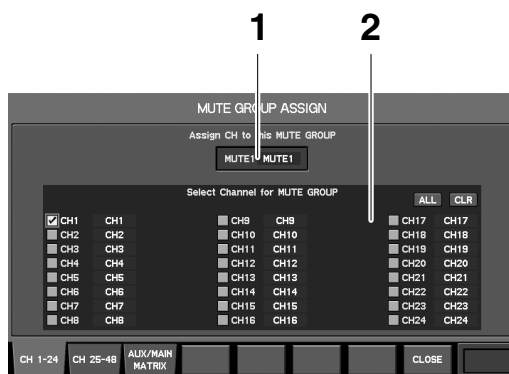 1 2
MUTE GROUP ASSIGN
Assign CH to this MUTE GROUP
MUTE1 MUTE1
Select Channel for MUTE GROUP
ALL CLR
CH1 CH1 CH9 CH9 CH17 CH17
CH2 CH2 CH10 CH10 CH18 CH18
CH3 CH3 CH11 CH11 CH19 CH19
CH4 CH4 CH12 CH12 CH20 CH20
CH5 CH5 CH13 CH13 CH21 CH21
CH6 CH6 CH14 CH14 CH22 CH22
CH7 CH7 CH15 CH15 CH23 CH23
CH8 CH8 CH16 CH16 CH24 CH24
CH 1-24 CH 25-48 AUX/MAIN MATRIX CLOSE